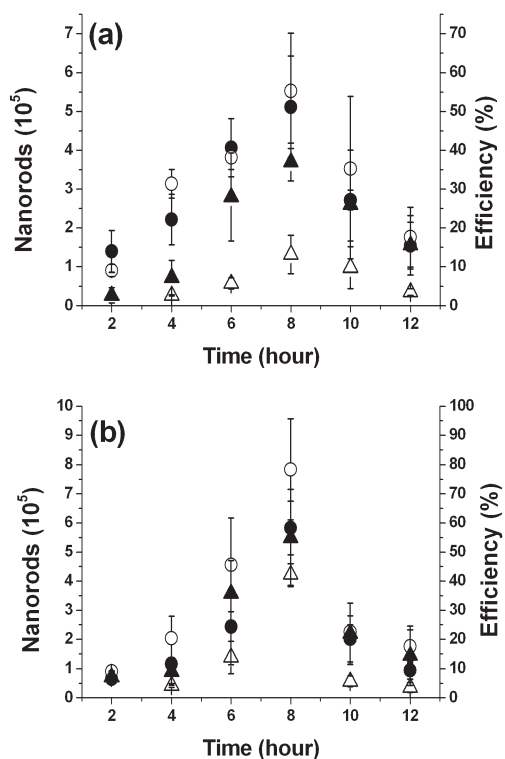 (a)
7 6 5 4 3 2 1 0
Nanorods (10⁵)
70 60 50 40 30 20 10 0
Efficiency (%)
2 4 6 8 10 12
Time (hour)
(b)
10 9 8 7 6 5 4 3 2 1 0
Nanorods (10⁵)
100 90 80 70 60 50 40 30 20 10 0
Efficiency (%)
2 4 6 8 10 12
Time (hour)